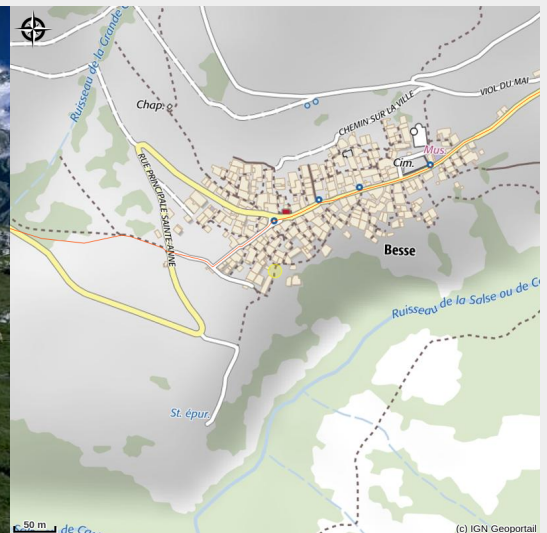 Ruisseau de la Grande
Chap.
CHEMIN SUR LA VILLE
VIOL DU MAI
Mus.
Cim.
RUE PRINCIPALE SAINTE-ANNE
Besse
Ruisseau de la Salse ou de
St. épur.
50 m
de
(c) IGN Geoportail